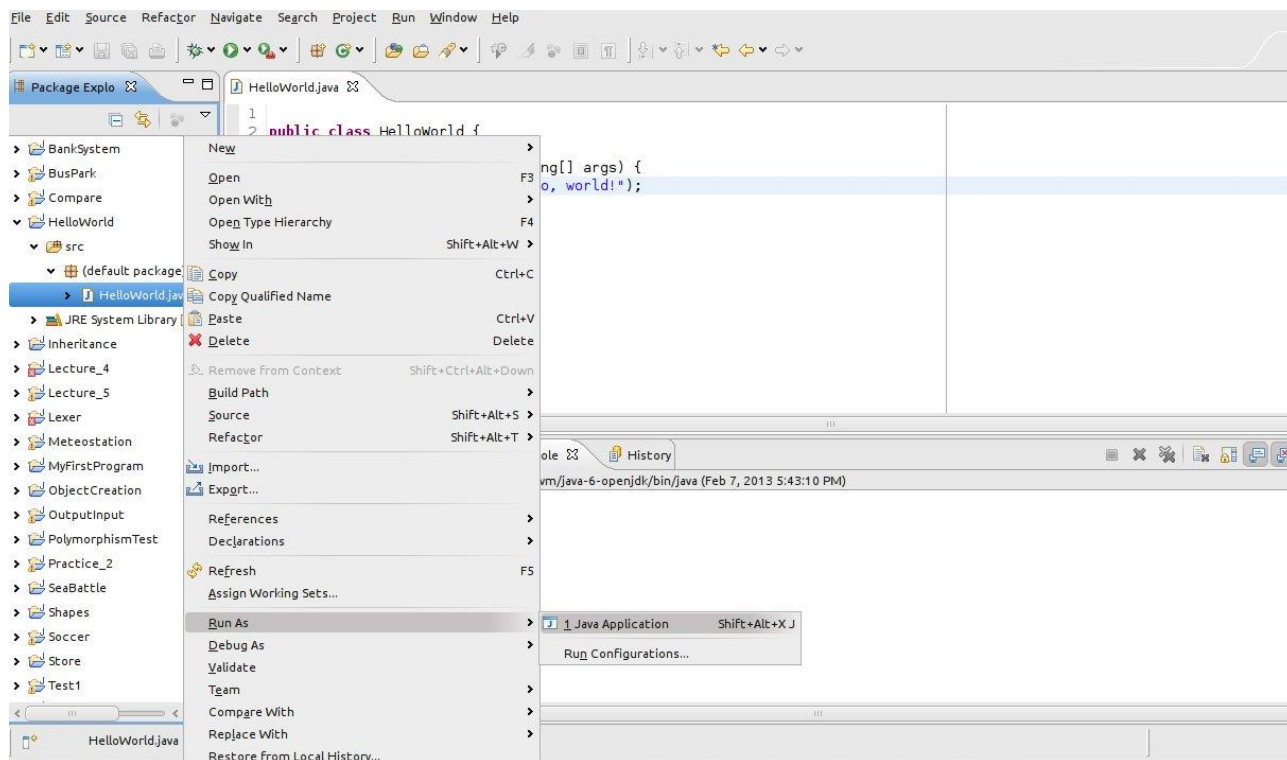 File Edit Source Refactor Navigate Search Project Run Window Help
Package Explo
HelloWorld.java
1
2 public class HelloWorld {
ng[] args) {
o, world!");
BankSystem
BusPark
Compare
HelloWorld
src
(default package
HelloWorld.jav
JRE System Library [
Inheritance
Lecture_4
Lecture_5
Lexer
Meteostation
MyFirstProgram
ObjectCreation
OutputInput
PolymorphismTest
Practice_2
SeaBattle
Shapes
Soccer
Store
Test1
HelloWorld.java
New
Open F3
Open With
Open Type Hierarchy F4
Show In Shift+Alt+W
Copy Ctrl+C
Copy Qualified Name
Paste Ctrl+V
Delete Delete
Remove from Context Shift+Ctrl+Alt+Down
Build Path
Source Shift+Alt+S
Refactor Shift+Alt+T
Import...
Export...
References
Declarations
Refresh F5
Assign Working Sets...
Run As
Debug As
Validate
Team
Compare With
Replace With
Restore from Local History...
1 Java Application Shift+Alt+X J
Run Configurations...
ole
History
vm/java-6-openjdk/bin/java (Feb 7, 2013 5:43:10 PM)